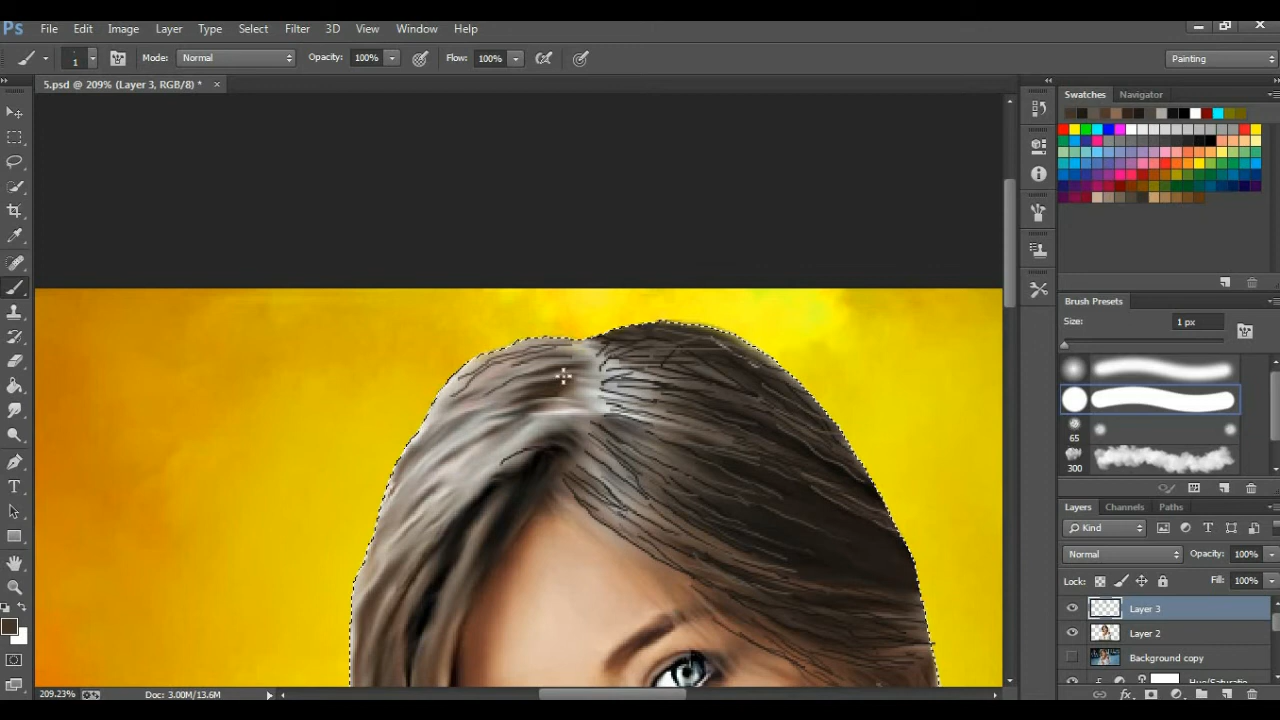 Ps File Edit Image Layer Type Select Filter 3D View Window Help
1 Mode: Normal Opacity: 100% Flow: 100% Painting
5.psd @ 209% (Layer 3, RGB/8) * ×
Swatches Navigator
Brush Presets
Size: 1 px
65
300
Layers Channels Paths
Kind
Normal Opacity: 100%
Lock: Fill: 100%
Layer 3
Layer 2
Background copy
Hue/Saturatio
209.23% Doc: 3.00M/13.6M